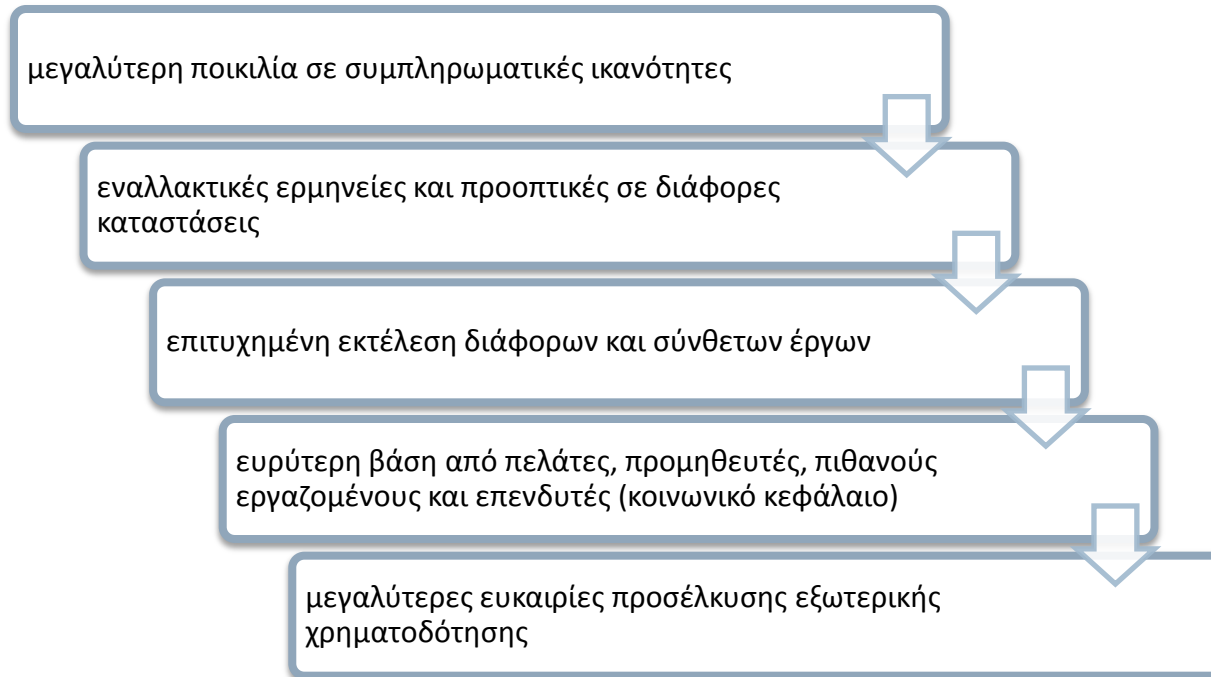 μεγαλύτερη ποικιλία σε συμπληρωματικές ικανότητες
εναλλακτικές ερμηνείες και προοπτικές σε διάφορες
καταστάσεις
επιτυχημένη εκτέλεση διάφορων και σύνθετων έργων
ευρύτερη βάση από πελάτες, προμηθευτές, πιθανούς
εργαζομένους και επενδυτές (κοινωνικό κεφάλαιο)
μεγαλύτερες ευκαιρίες προσέλκυσης εξωτερικής
χρηματοδότησης